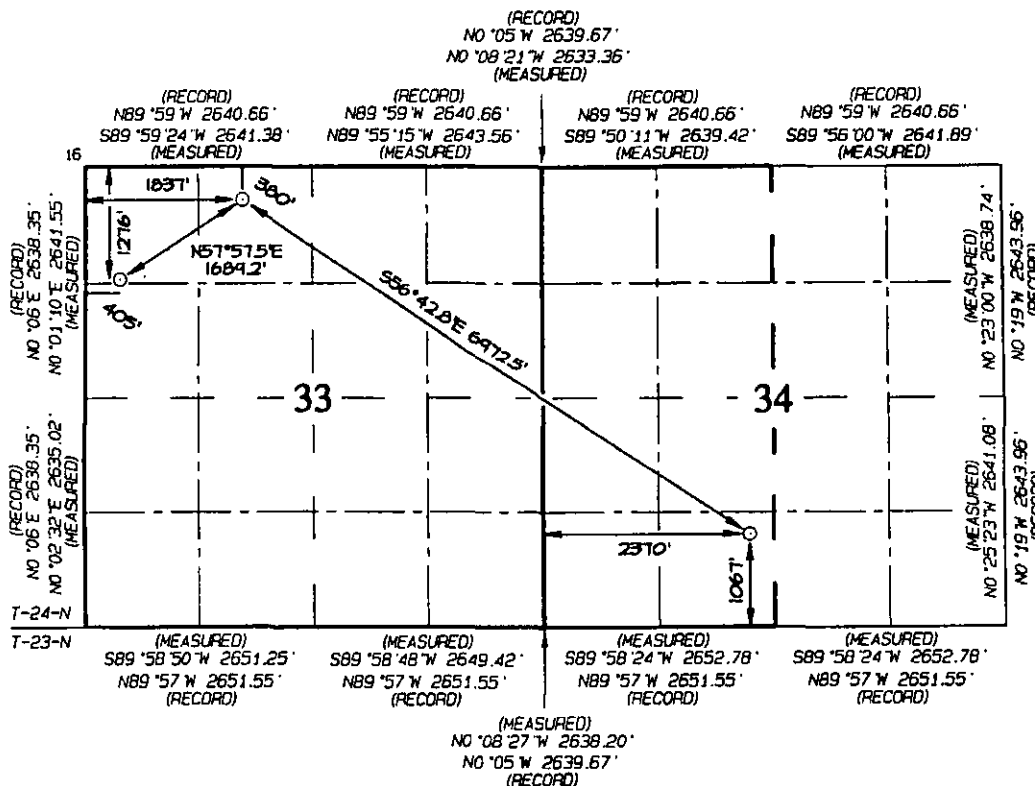 (RECORD)
N0°05'W 2639.67'
N0°08'21"W 2633.36'
(MEASURED)
(RECORD)
N89°59'W 2640.66'
S89°59'24"W 2641.38'
(MEASURED)
(RECORD)
N89°59'W 2640.66'
N89°55'15"W 2643.56'
(MEASURED)
(RECORD)
N89°59'W 2640.66'
S89°50'11"W 2639.42'
(MEASURED)
(RECORD)
N89°59'W 2640.66'
S89°56'00"W 2641.89'
(MEASURED)
16
1837'
380'
1276'
N57°57.5'E
1689.2'
405'
S56°42.8'E 6972.5'
(RECORD)
N0°06'E 2638.35'
N0°01'10"E 2641.55'
(MEASURED)
N0°23'00"W 2638.74'
(MEASURED)
N0°19'W 2643.96'
(RECORD)
33
34
(RECORD)
N0°06'E 2638.35'
N0°02'32"E 2635.02'
(MEASURED)
N0°25'23"W 2641.08'
(MEASURED)
N0°19'W 2643.96'
(RECORD)
2370'
1067'
T-24-N
T-23-N
(MEASURED)
S89°58'50"W 2651.25'
N89°57'W 2651.55'
(RECORD)
(MEASURED)
S89°58'48"W 2649.42'
N89°57'W 2651.55'
(RECORD)
(MEASURED)
S89°58'24"W 2652.78'
N89°57'W 2651.55'
(RECORD)
(MEASURED)
S89°58'24"W 2652.78'
N89°57'W 2651.55'
(RECORD)
(MEASURED)
N0°08'27"W 2638.20'
N0°05'W 2639.67'
(RECORD)